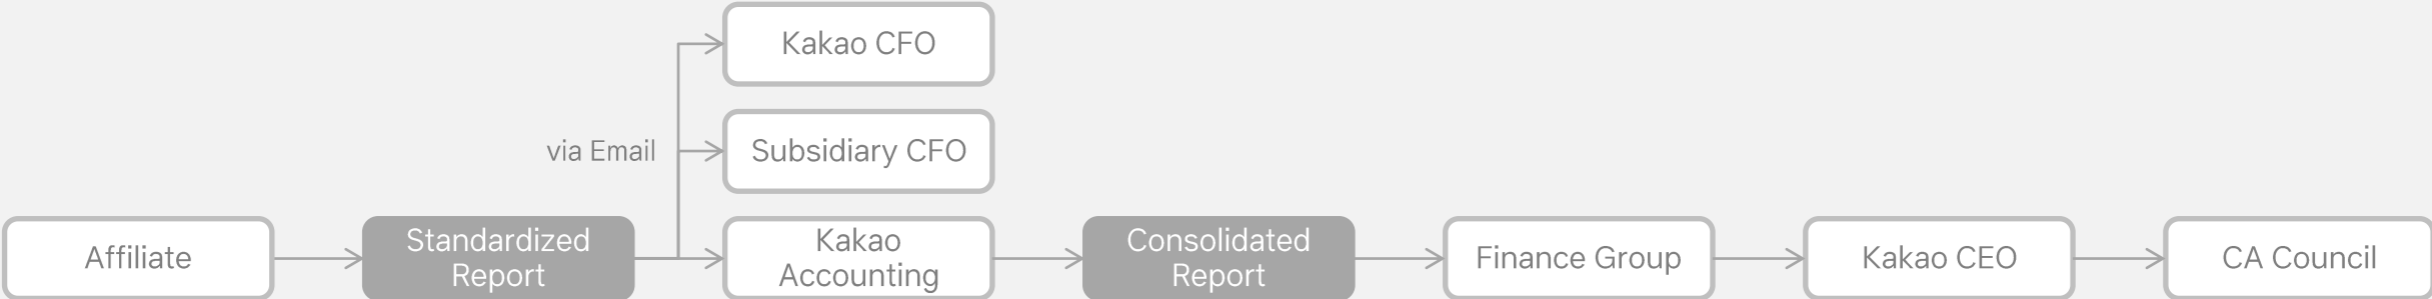 Kakao CFO
via Email
Subsidiary CFO
Affiliate
Standardized
Report
Kakao
Accounting
Consolidated
Report
Finance Group
Kakao CEO
CA Council